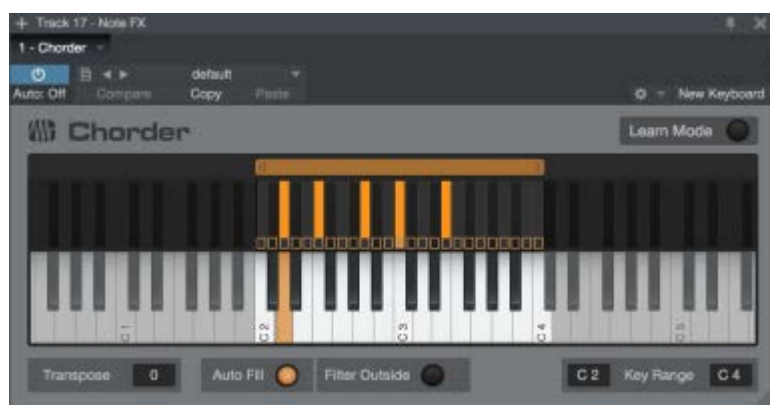 Track 17 - Note FX
1 - Chorder
Auto: Off Compare
default
Copy Paste
New Keyboard
Chorder
Learn Mode
C 1
C 2
C 3
C 4
C 5
Transpose 0
Auto Fill
Filter Outside
C 2 Key Range C 4